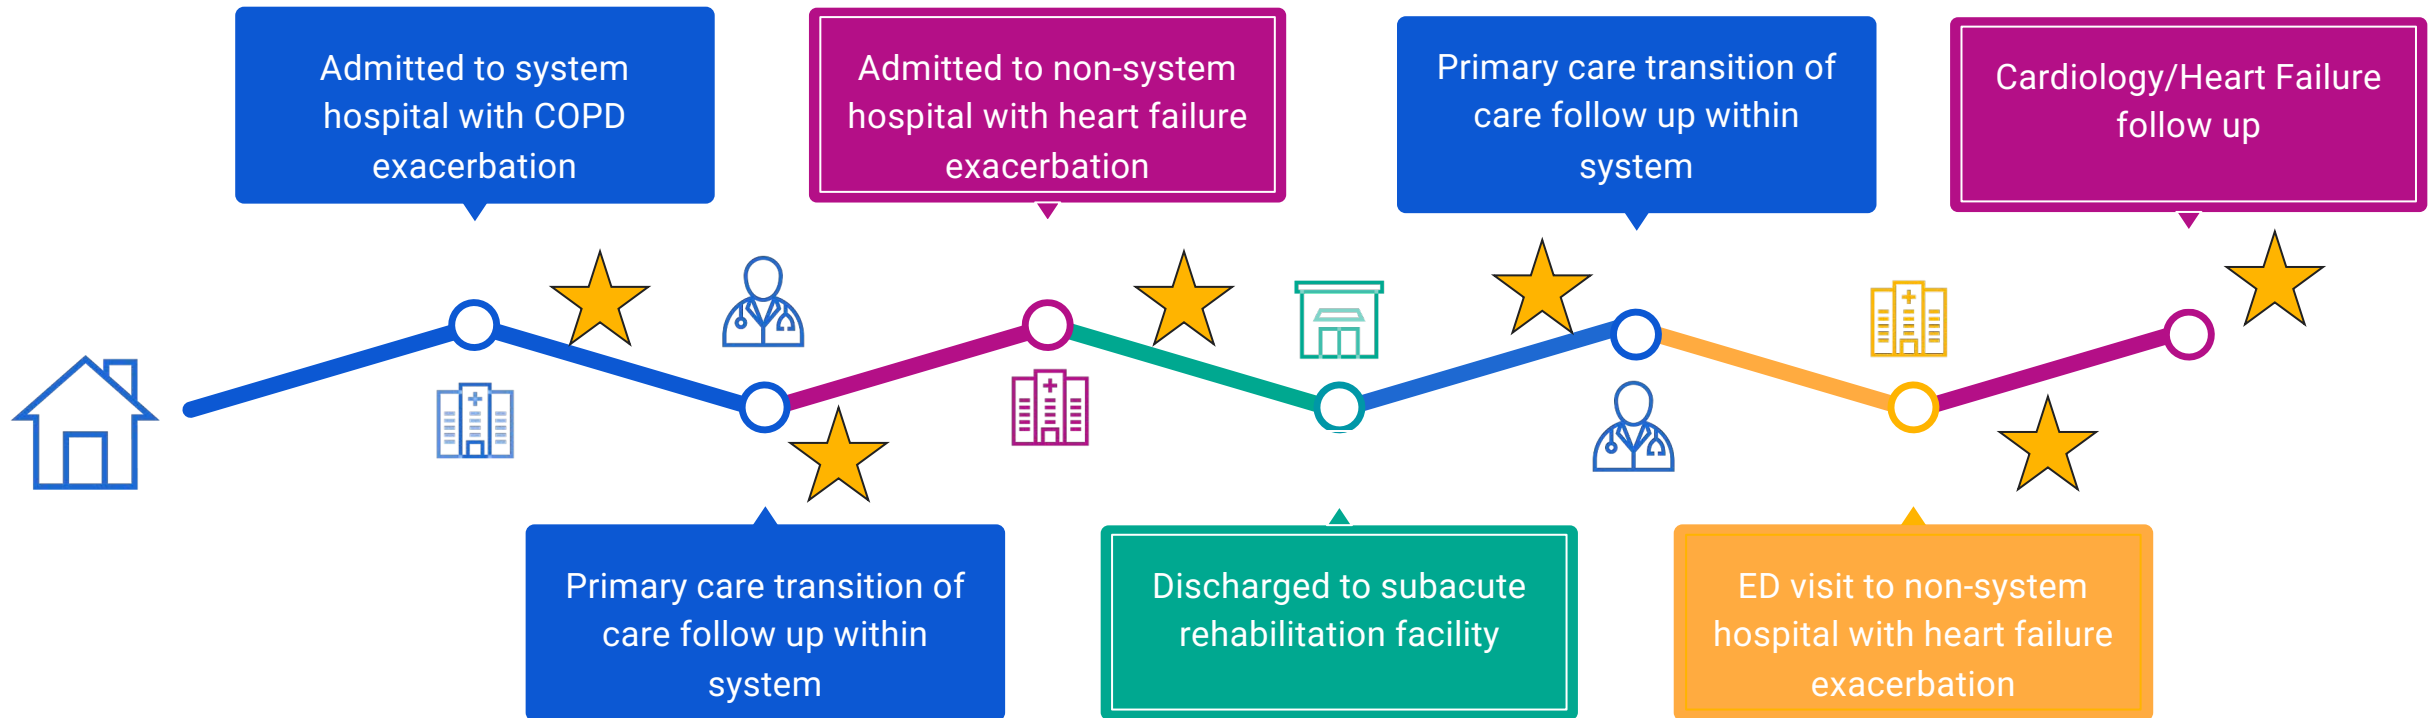 Admitted to system
hospital with COPD
exacerbation
Primary care transition of
care follow up within
system
Admitted to non-system
hospital with heart failure
exacerbation
Discharged to subacute
rehabilitation facility
Primary care transition of
care follow up within
system
ED visit to non-system
hospital with heart failure
exacerbation
Cardiology/Heart Failure
follow up